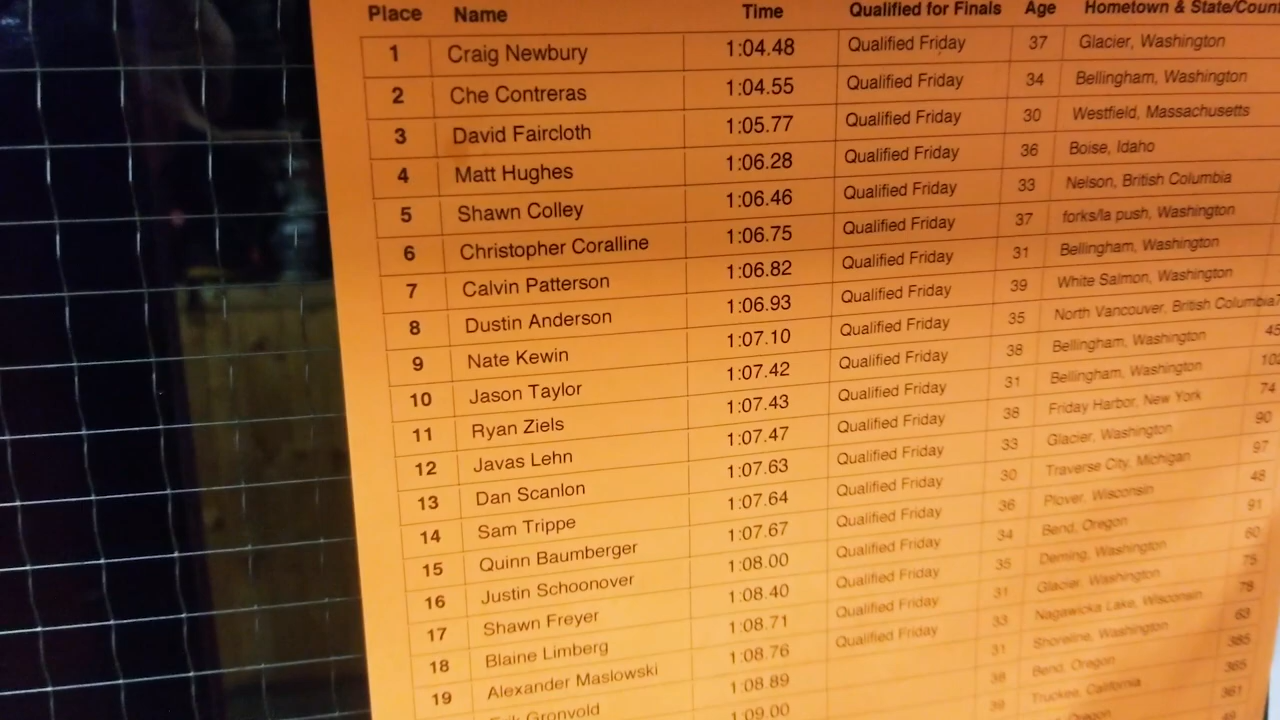 Place Name Time Qualified for Finals Age Hometown & State/Coun
1 Craig Newbury 1:04.48 Qualified Friday 37 Glacier, Washington
2 Che Contreras 1:04.55 Qualified Friday 34 Bellingham, Washington
3 David Faircloth 1:05.77 Qualified Friday 30 Westfield, Massachusetts
4 Matt Hughes 1:06.28 Qualified Friday 36 Boise, Idaho
5 Shawn Colley 1:06.46 Qualified Friday 33 Nelson, British Columbia
6 Christopher Coralline 1:06.75 Qualified Friday 37 forks/la push, Washington
7 Calvin Patterson 1:06.82 Qualified Friday 31 Bellingham, Washington
8 Dustin Anderson 1:06.93 Qualified Friday 39 White Salmon, Washington
9 Nate Kewin 1:07.10 Qualified Friday 35 North Vancouver, British Columbia
10 Jason Taylor 1:07.42 Qualified Friday 38 Bellingham, Washington 45
11 Ryan Ziels 1:07.43 Qualified Friday 31 Bellingham, Washington 102
12 Javas Lehn 1:07.47 Qualified Friday 38 Friday Harbor, New York 74
13 Dan Scanlon 1:07.63 Qualified Friday 33 Glacier, Washington 90
14 Sam Trippe 1:07.64 Qualified Friday 30 Traverse City, Michigan 97
15 Quinn Baumberger 1:07.67 Qualified Friday 36 Plover, Wisconsin 48
16 Justin Schoonover 1:08.00 Qualified Friday 34 Bend, Oregon 91
17 Shawn Freyer 1:08.40 Qualified Friday 35 Deming, Washington 60
18 Blaine Limberg 1:08.71 Qualified Friday 31 Glacier, Washington 75
19 Alexander Maslowski 1:08.76 Qualified Friday 33 Nagawicka Lake, Wisconsin 78
Erik Gronvold 1:08.89 31 Shoreline, Washington 63
1:09.00 38 Bend, Oregon 385
39 Truckee, California 365
Oregon 361